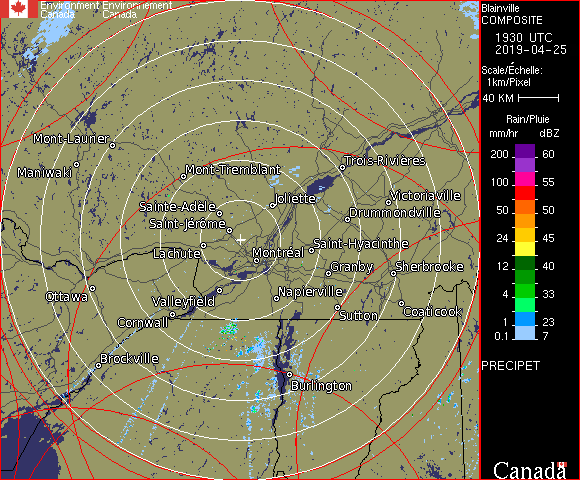 Environment Environnement
Canada Canada
Blainville
COMPOSITE
1930 UTC
2019-04-25
Scale/Échelle:
1km/Pixel
40 KM
Rain/Pluie
mm/hr dBZ
200 60
100 55
50 50
24 45
12 40
4 33
1 23
0.1 7
PRECIPET
Canada
Mont-Laurier
Maniwaki
Mont-Tremblant
Trois-Rivières
Joliette
Victoriaville
Sainte-Adèle
Drummondville
Saint-Jérôme
Saint-Hyacinthe
Lachute
Montréal
Granby
Sherbrooke
Ottawa
Valleyfield
Napierville
Coaticook
Cornwall
Sutton
Brockville
Burlington